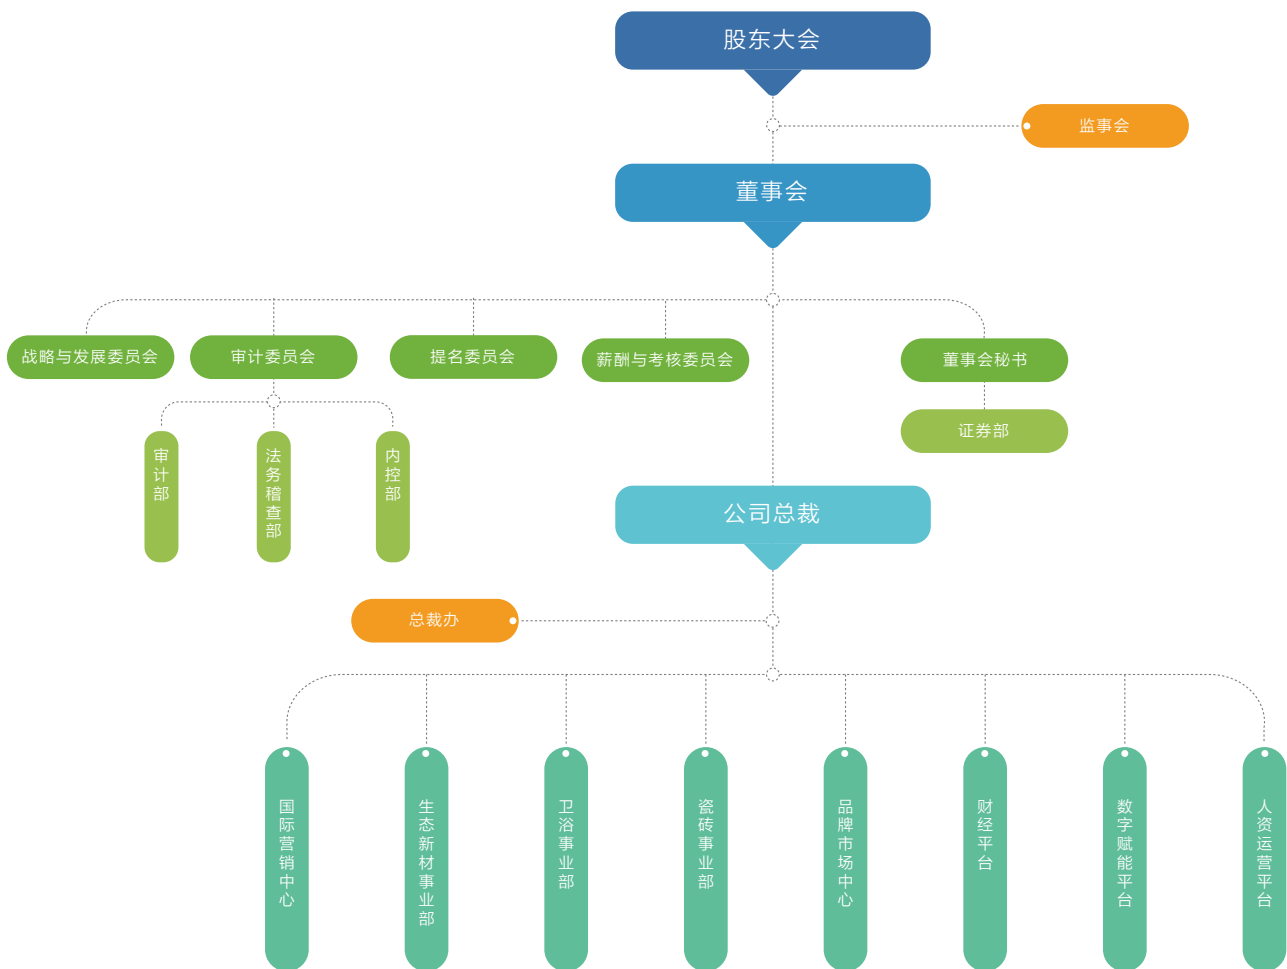 股东大会
监事会
董事会
战略与发展委员会
审计委员会
提名委员会
薪酬与考核委员会
董事会秘书
证券部
审计部
法务稽查部
内控部
公司总裁
总裁办
国际营销中心
生态新材事业部
卫浴事业部
瓷砖事业部
品牌市场中心
财经平台
数字赋能平台
人资运营平台